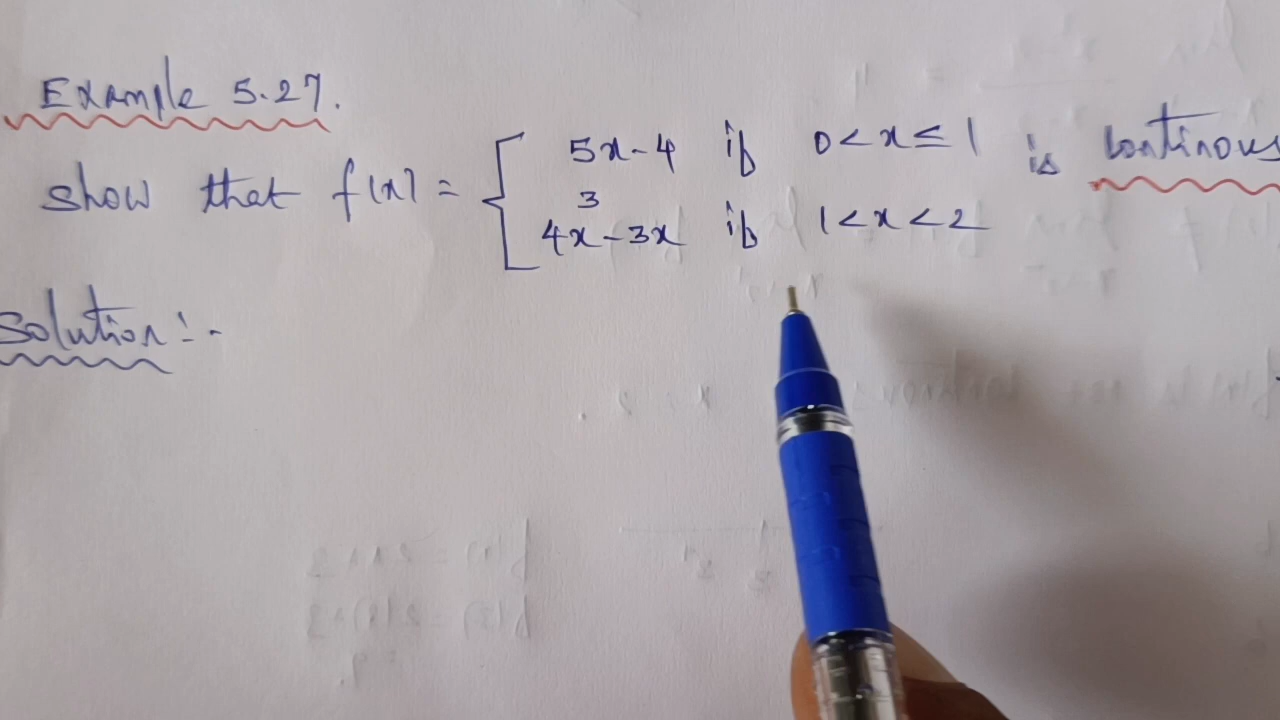 Example 5.27.
show that f(x) = { 5x-4 if 0<x≤1 is continous
4x³-3x if 1<x<2
Solution:-